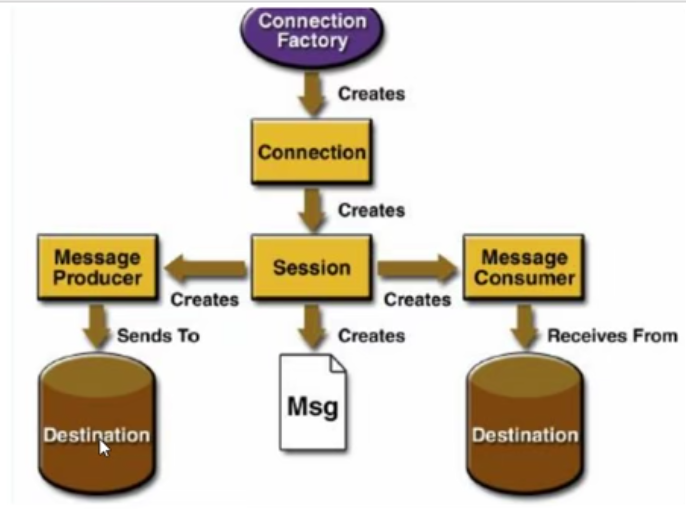 Connection
Factory
Creates
Connection
Creates
Message
Producer
Session
Message
Consumer
Creates
Creates
Sends To
Creates
Receives From
Msg
Destination
Destination